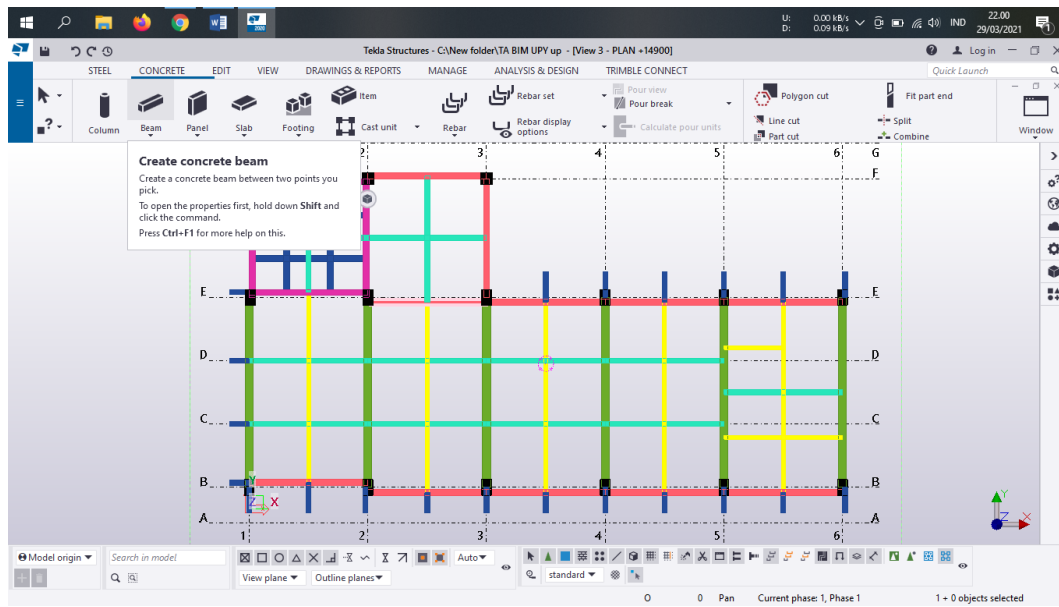 U: 0.00 kB/s
D: 0.09 kB/s
IND
22.00
29/03/2021
Tekla Structures - C:\New folder\TA BIM UPY up - [View 3 - PLAN +14900]
Log in
STEEL CONCRETE EDIT VIEW DRAWINGS & REPORTS MANAGE ANALYSIS & DESIGN TRIMBLE CONNECT
Quick Launch
Column
Beam
Panel
Slab
Footing
Item
Cast unit
Rebar
Rebar set
Rebar display
options
Pour view
Pour break
Calculate pour units
Polygon cut
Line cut
Part cut
Fit part end
Split
Combine
Window
Create concrete beam
Create a concrete beam between two points you
pick.
To open the properties first, hold down Shift and
click the command.
Press Ctrl+F1 for more help on this.
2 3 4 5 6 G
F
E E
D D
C C
B B
A A
1 2 3 4 5 6
Y
Z X
Y
Z X
Model origin
Search in model
Auto
View plane
Outline planes
standard
O 0 Pan Current phase: 1, Phase 1 1 + 0 objects selected